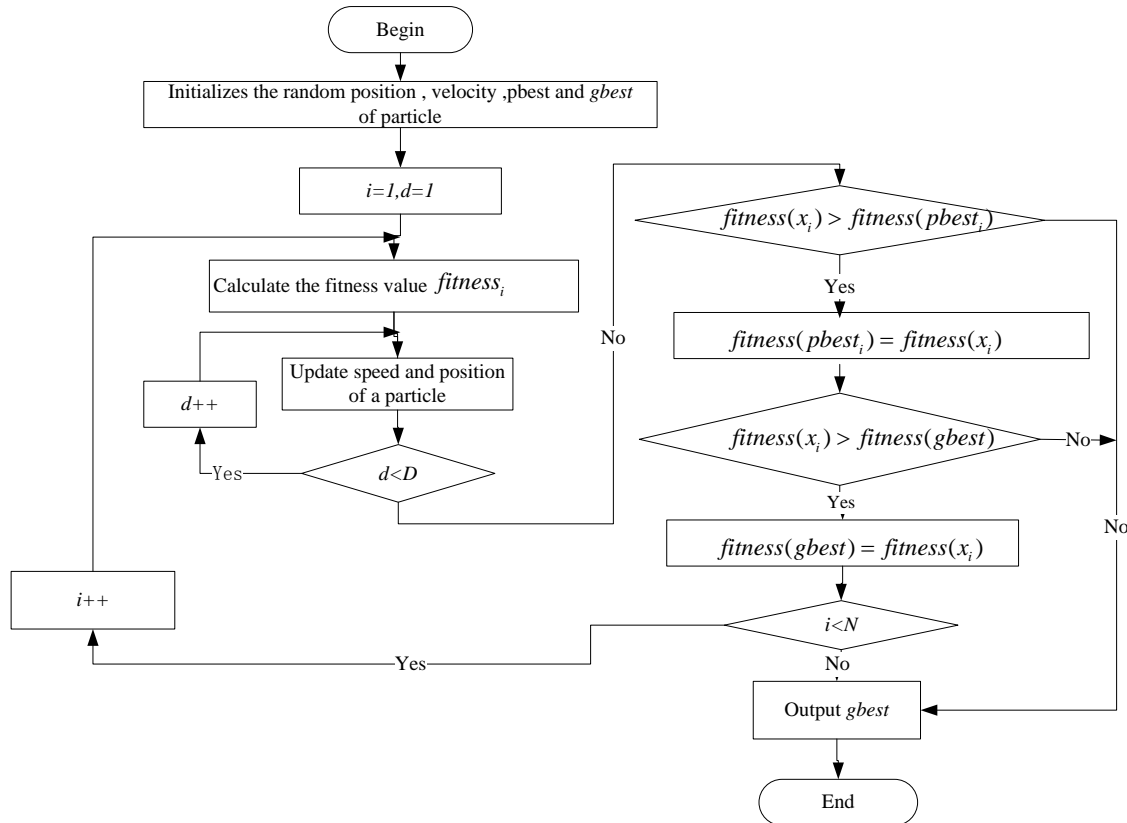 Begin
Initializes the random position , velocity ,pbest and gbest
of particle
i=1,d=1
Calculate the fitness value fitness_i
Update speed and position
of a particle
d++
d<D
Yes
No
i++
fitness(x_i) > fitness(pbest_i)
Yes
fitness(pbest_i) = fitness(x_i)
fitness(x_i) > fitness(gbest)
No
Yes
No
fitness(gbest) = fitness(x_i)
i<N
Yes
No
Output gbest
End